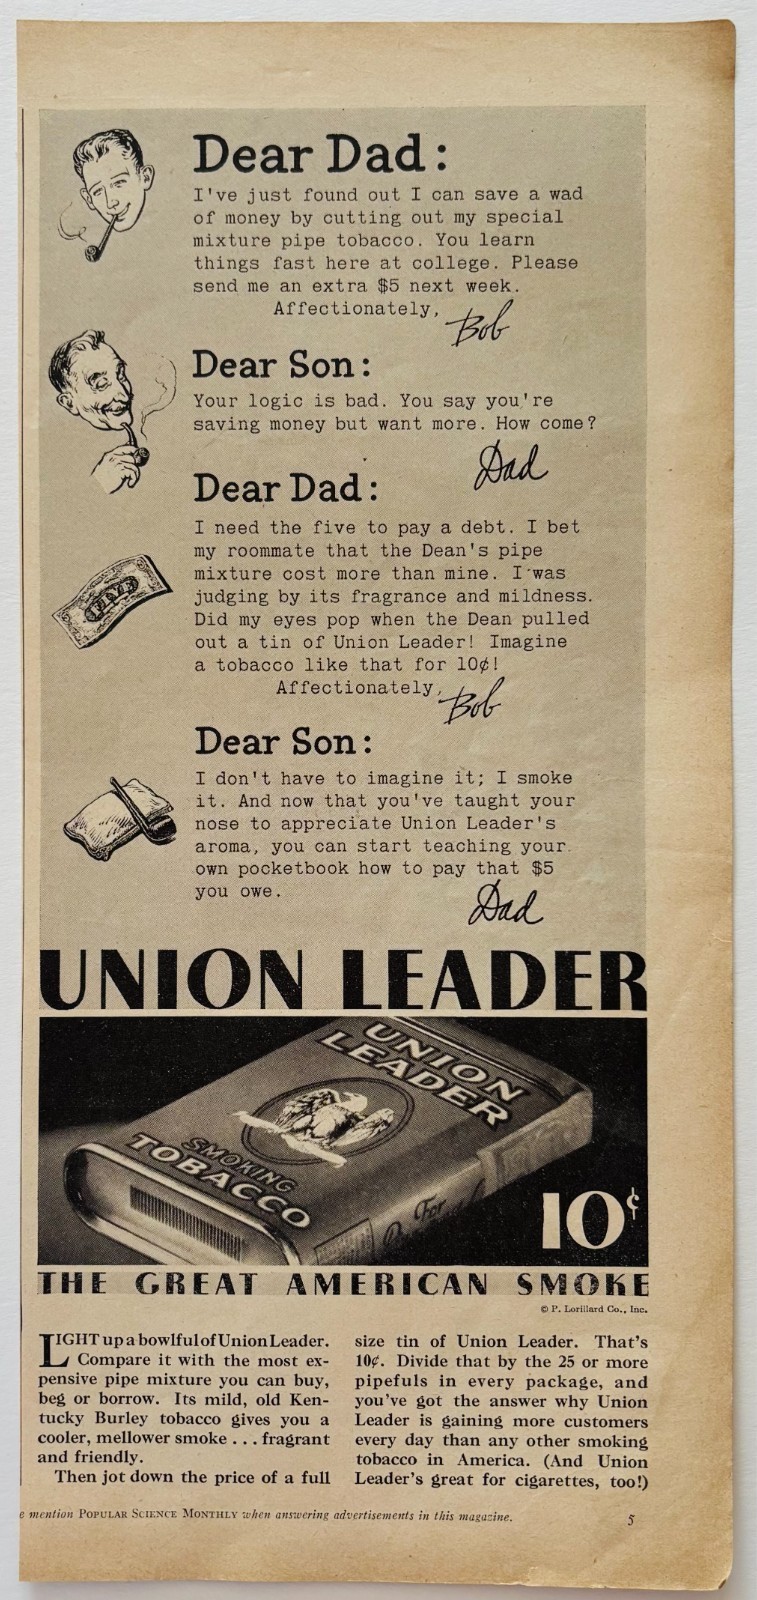 Dear Dad:
I've just found out I can save a wad
of money by cutting out my special
mixture pipe tobacco. You learn
things fast here at college. Please
send me an extra $5 next week.
Affectionately,
Bob
Dear Son:
Your logic is bad. You say you're
saving money but want more. How come?
Dad
Dear Dad:
I need the five to pay a debt. I bet
my roommate that the Dean's pipe
mixture cost more than mine. I was
judging by its fragrance and mildness.
Did my eyes pop when the Dean pulled
out a tin of Union Leader! Imagine
a tobacco like that for 10¢!
Affectionately,
Bob
FIVE
Dear Son:
I don't have to imagine it; I smoke
it. And now that you've taught your
nose to appreciate Union Leader's
aroma, you can start teaching your
own pocketbook how to pay that $5
you owe.
Dad
UNION LEADER
UNION
LEADER
SMOKING
TOBACCO
For
10¢
THE GREAT AMERICAN SMOKE
© P. Lorillard Co., Inc.
LIGHT up a bowlful of Union Leader.
Compare it with the most ex-
pensive pipe mixture you can buy,
beg or borrow. Its mild, old Ken-
tucky Burley tobacco gives you a
cooler, mellower smoke . . . fragrant
and friendly.
Then jot down the price of a full
size tin of Union Leader. That's
10¢. Divide that by the 25 or more
pipefuls in every package, and
you've got the answer why Union
Leader is gaining more customers
every day than any other smoking
tobacco in America. (And Union
Leader's great for cigarettes, too!)
e mention POPULAR SCIENCE MONTHLY when answering advertisements in this magazine.
5